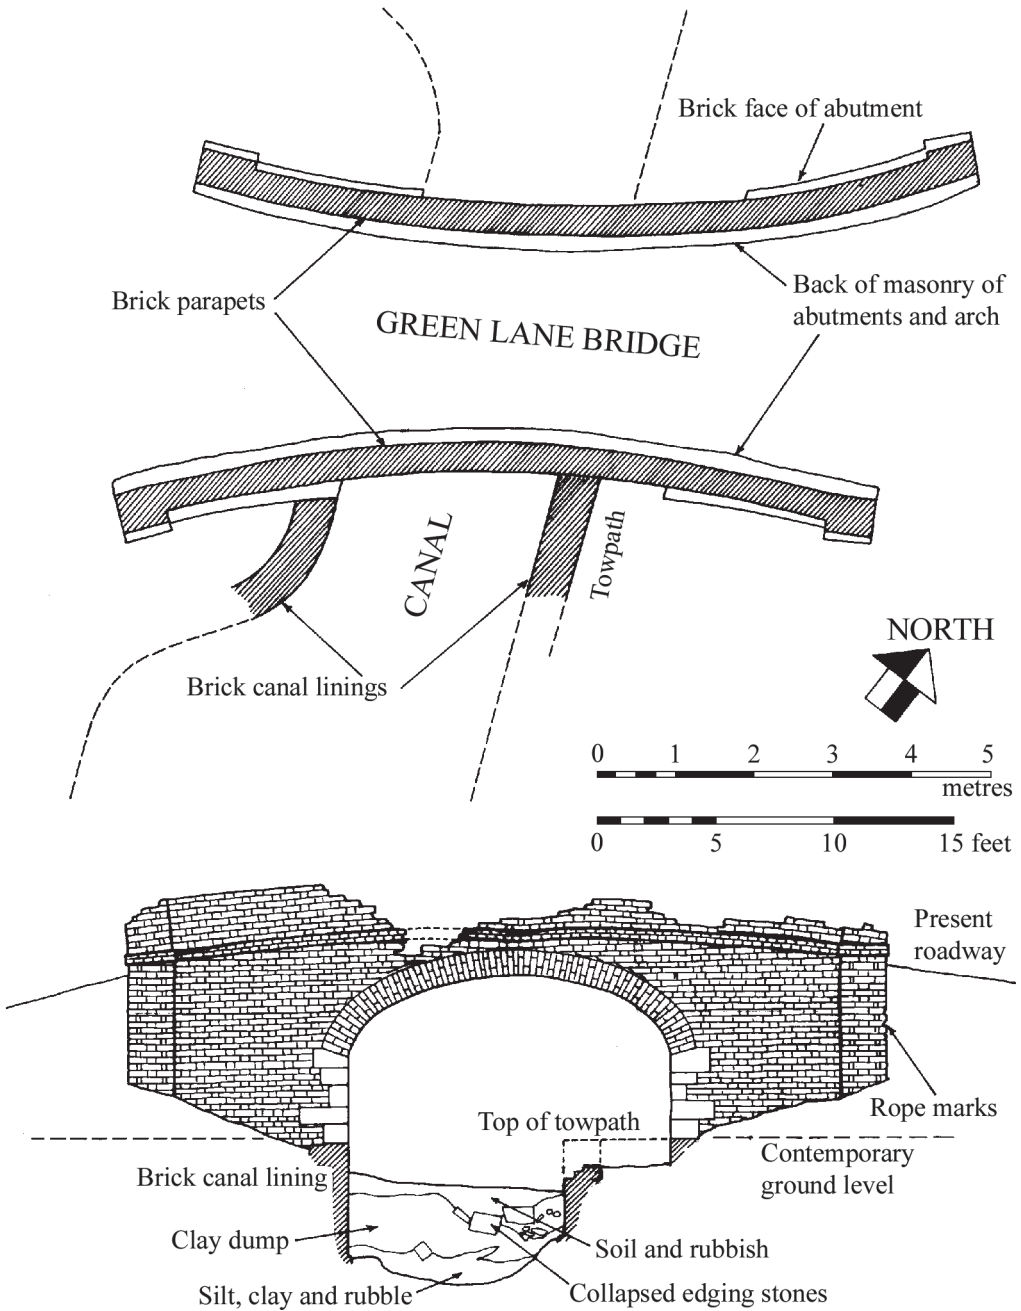 Brick face of abutment
Brick parapets
Back of masonry of
abutments and arch
GREEN LANE BRIDGE
CANAL
Towpath
NORTH
Brick canal linings
0 1 2 3 4 5
metres
0 5 10 15 feet
Present
roadway
Rope marks
Top of towpath
Contemporary
ground level
Brick canal lining
Clay dump
Soil and rubbish
Silt, clay and rubble
Collapsed edging stones